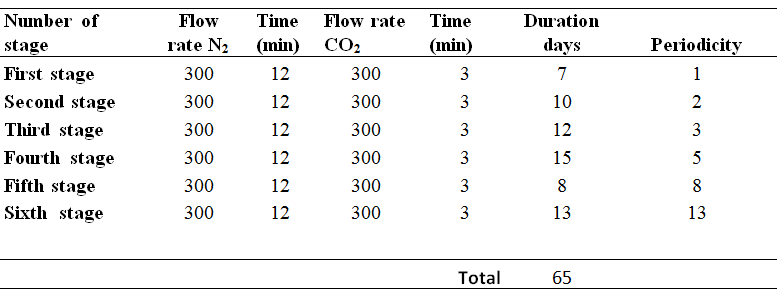 Number of Flow Time Flow rate Time Duration
stage rate N₂ (min) CO₂ (min) days Periodicity
First stage 300 12 300 3 7 1
Second stage 300 12 300 3 10 2
Third stage 300 12 300 3 12 3
Fourth stage 300 12 300 3 15 5
Fifth stage 300 12 300 3 8 8
Sixth stage 300 12 300 3 13 13
Total 65